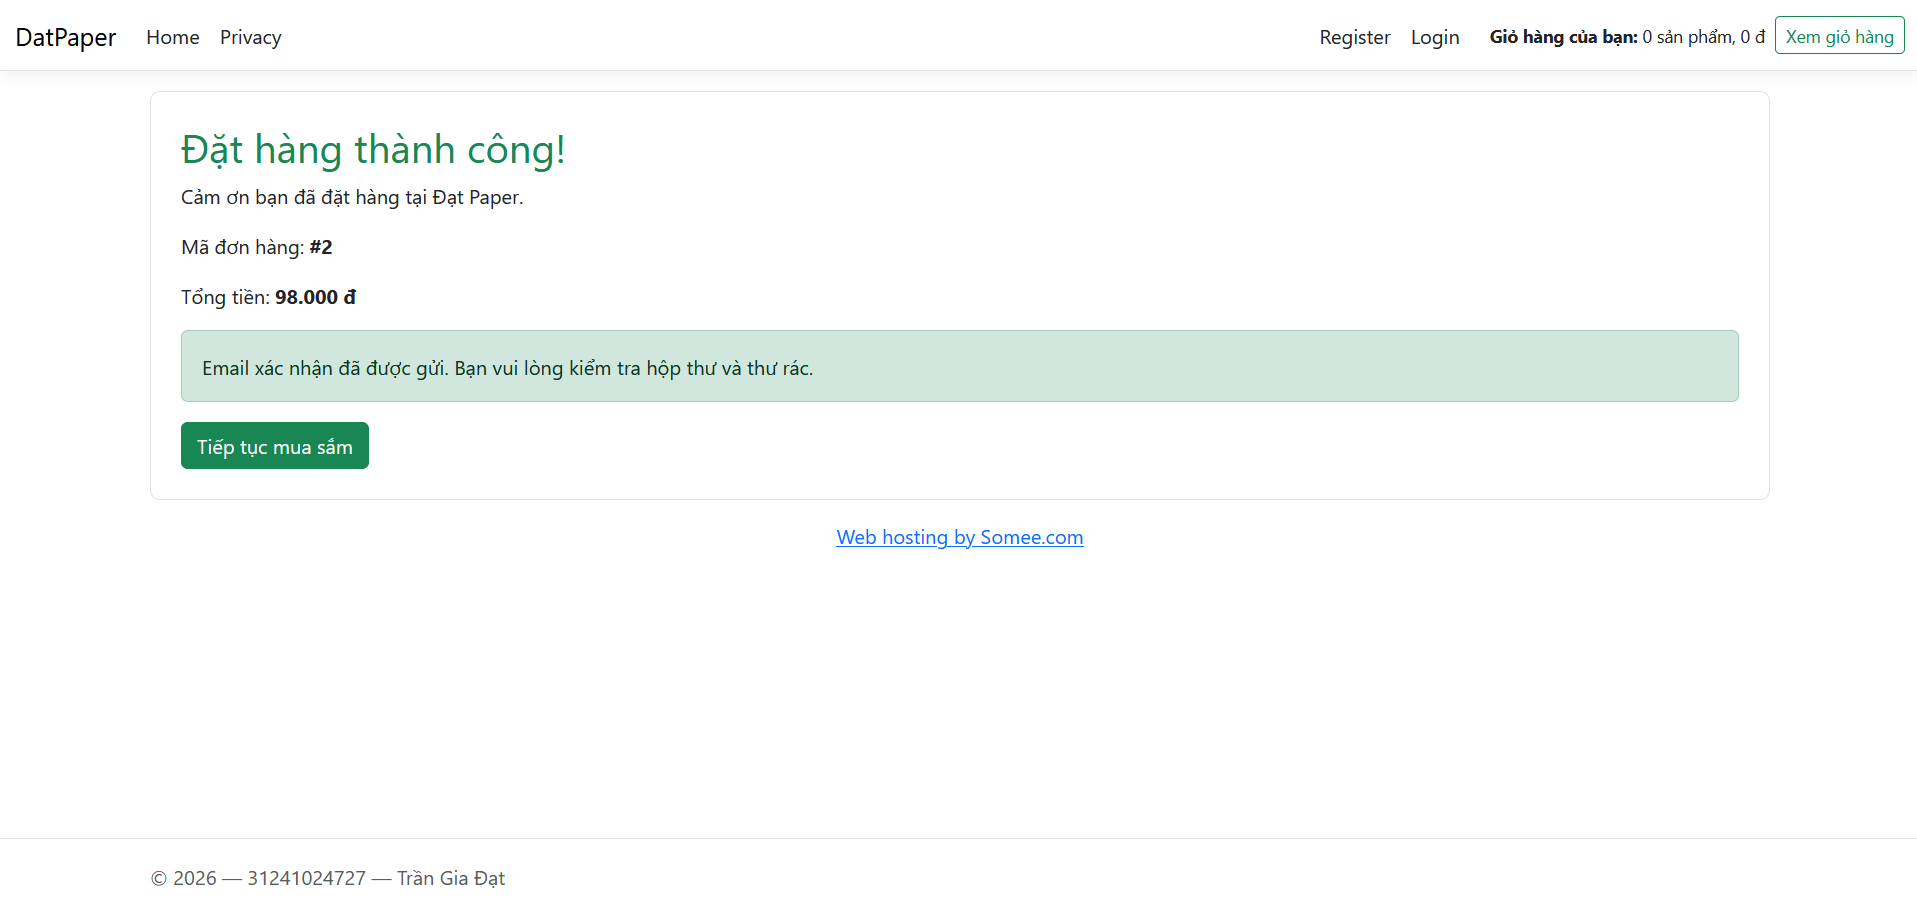 DatPaper Home Privacy Register Login Giỏ hàng của bạn: 0 sản phẩm, 0 đ Xem giỏ hàng
Đặt hàng thành công!
Cảm ơn bạn đã đặt hàng tại Đạt Paper.
Mã đơn hàng: #2
Tổng tiền: 98.000 đ
Email xác nhận đã được gửi. Bạn vui lòng kiểm tra hộp thư và thư rác.
Tiếp tục mua sắm
Web hosting by Somee.com
© 2026 — 31241024727 — Trần Gia Đạt